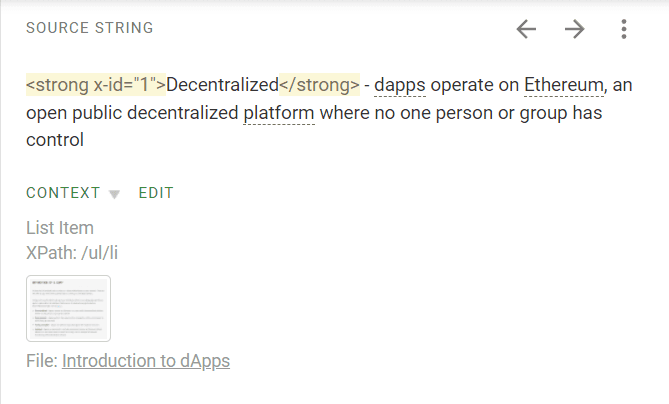 SOURCE STRING
<strong x-id="1">Decentralized</strong> - dapps operate on Ethereum, an
open public decentralized platform where no one person or group has
control
CONTEXT EDIT
List Item
XPath: /ul/li
File: Introduction to dApps